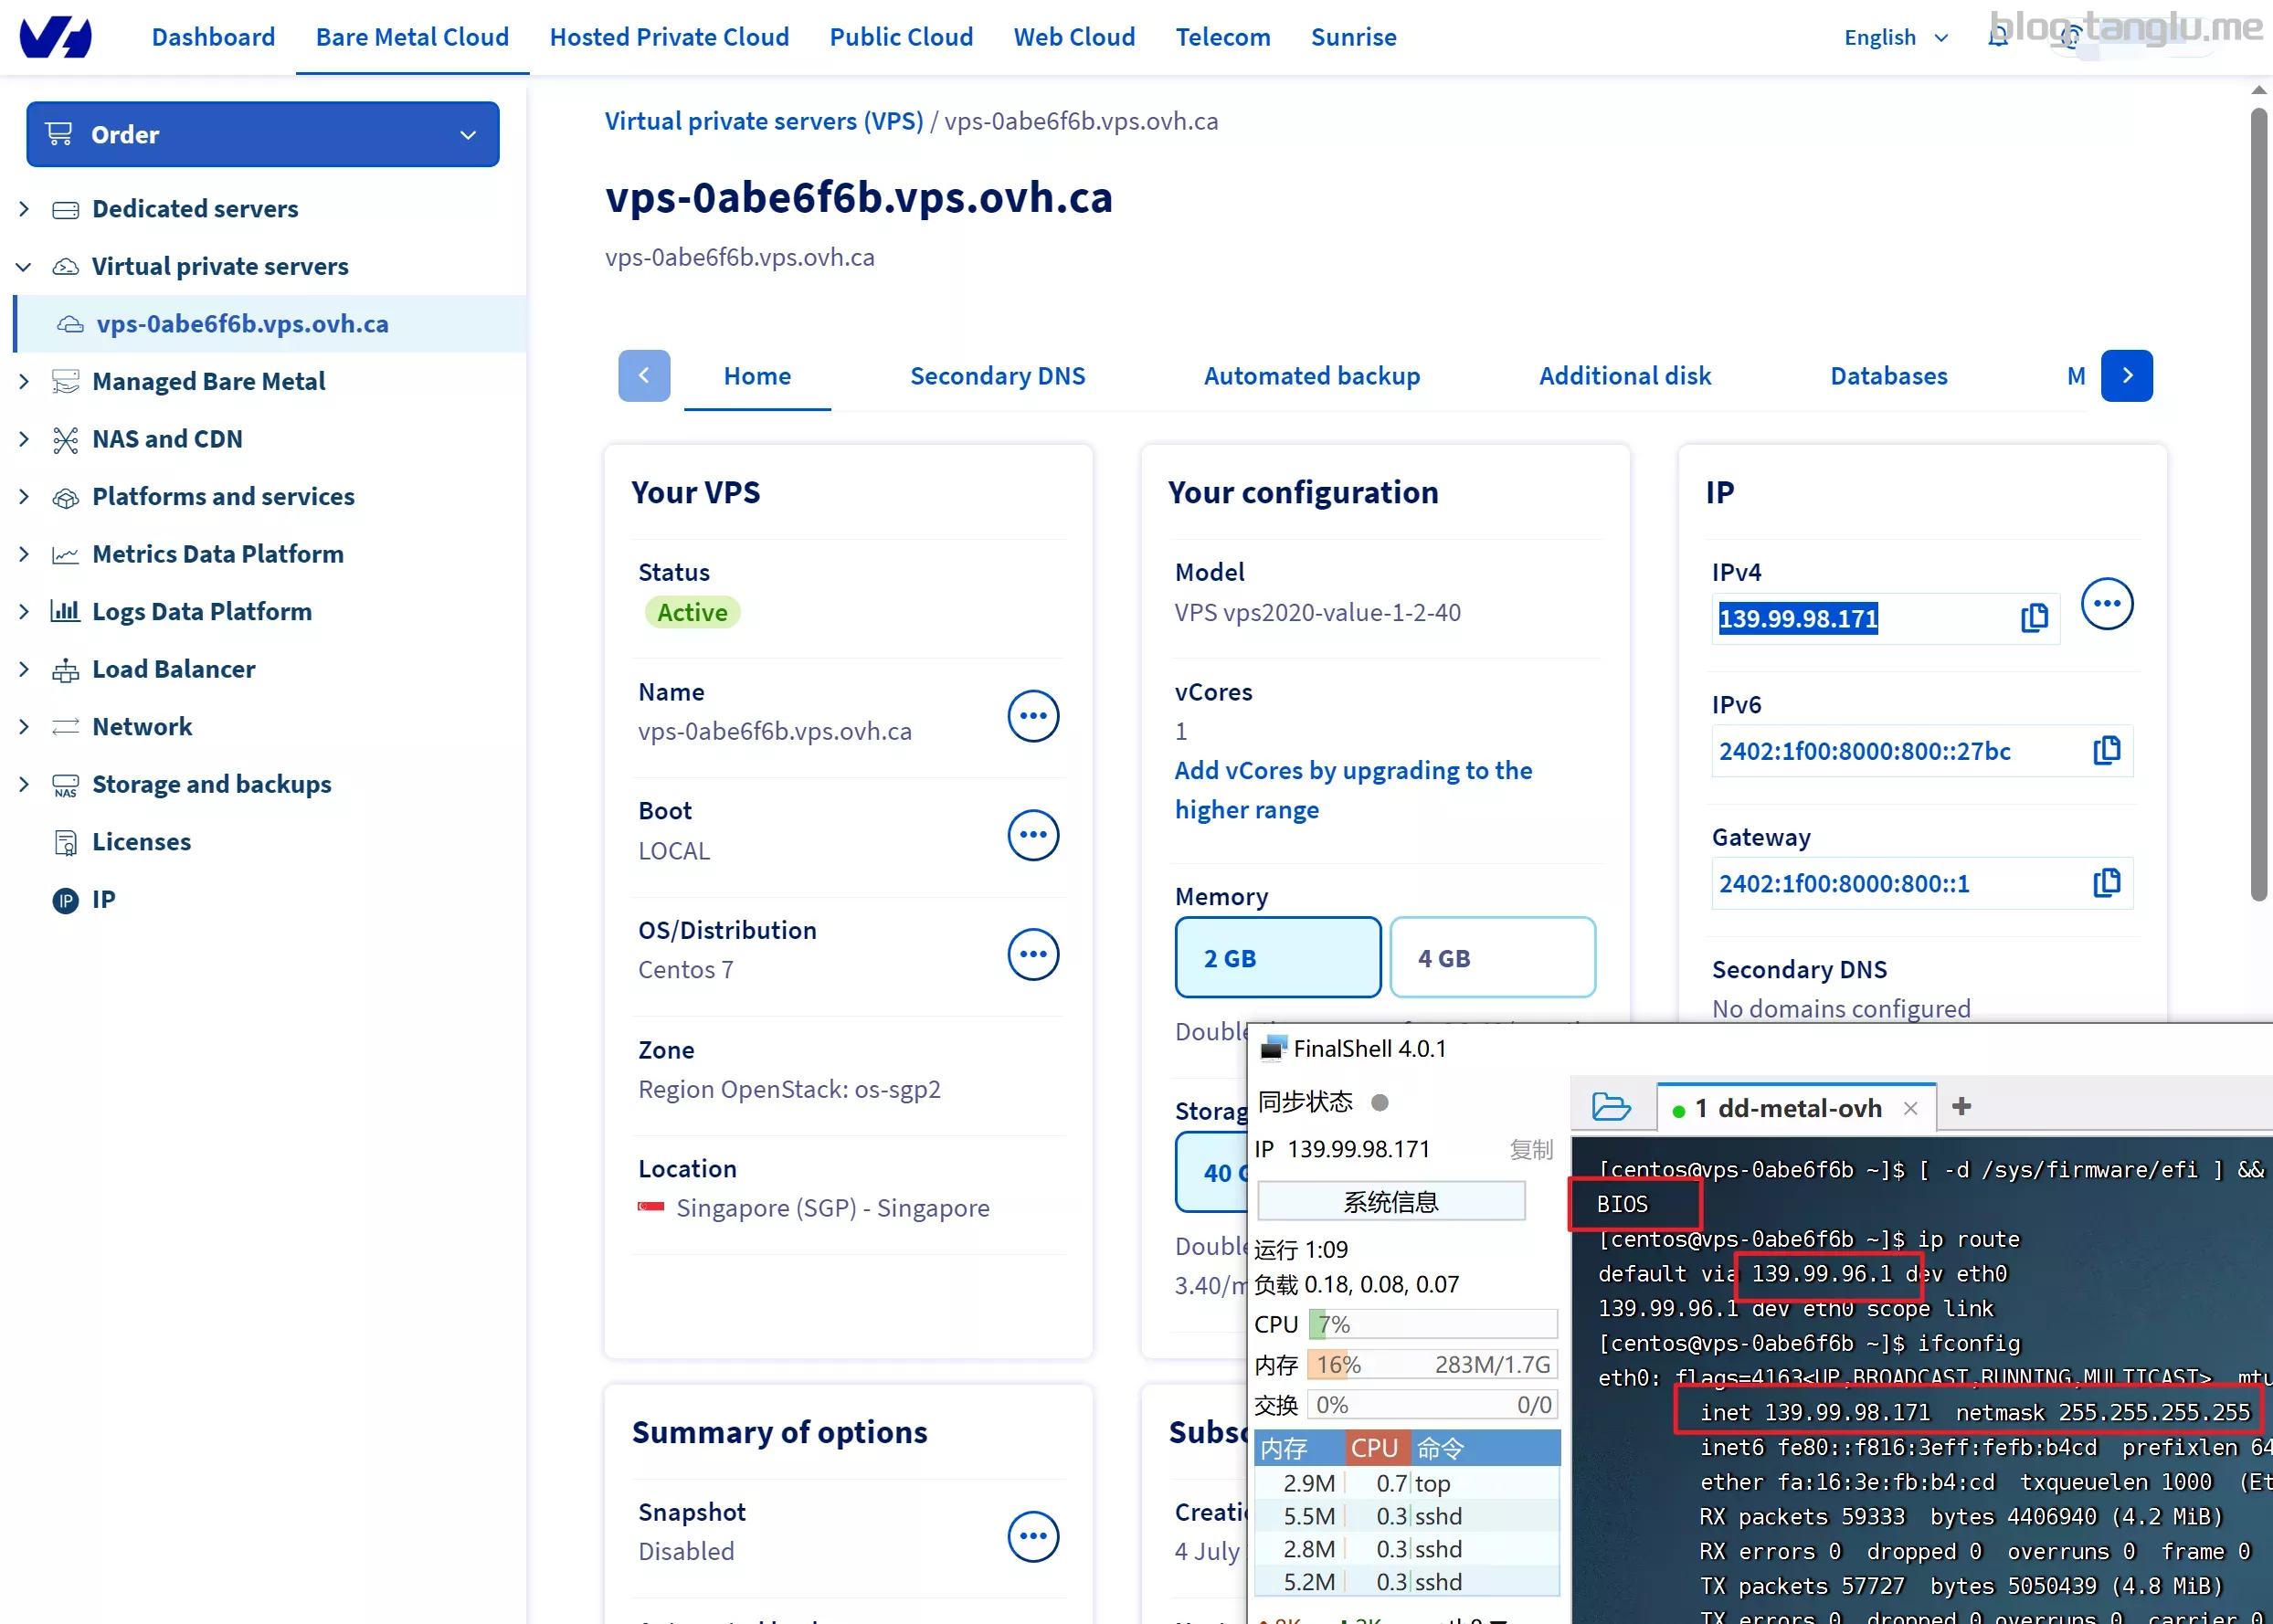 Dashboard
Bare Metal Cloud
Hosted Private Cloud
Public Cloud
Web Cloud
Telecom
Sunrise
English
blog.tanglu.me
Order
Dedicated servers
Virtual private servers
vps-0abe6f6b.vps.ovh.ca
Managed Bare Metal
NAS and CDN
Platforms and services
Metrics Data Platform
Logs Data Platform
Load Balancer
Network
NAS
Storage and backups
Licenses
IP
IP
Virtual private servers (VPS) / vps-0abe6f6b.vps.ovh.ca
vps-0abe6f6b.vps.ovh.ca
vps-0abe6f6b.vps.ovh.ca
Home
Secondary DNS
Automated backup
Additional disk
Databases
M
Your VPS
Status
Active
Name
vps-0abe6f6b.vps.ovh.ca
Boot
LOCAL
OS/Distribution
Centos 7
Zone
Region OpenStack: os-sgp2
Location
Singapore (SGP) - Singapore
Your configuration
Model
VPS vps2020-value-1-2-40
vCores
1
Add vCores by upgrading to the
higher range
Memory
2 GB
4 GB
Double
Storag
40 G
Double
3.40/m
IP
IPv4
139.99.98.171
IPv6
2402:1f00:8000:800::27bc
Gateway
2402:1f00:8000:800::1
Secondary DNS
No domains configured
Summary of options
Snapshot
Disabled
Subsc
Creatio
4 July
FinalShell 4.0.1
同步状态
IP 139.99.98.171
复制
系统信息
运行 1:09
负载 0.18, 0.08, 0.07
CPU 7%
内存 16% 283M/1.7G
交换 0% 0/0
内存 CPU 命令
2.9M 0.7 top
5.5M 0.3 sshd
2.8M 0.3 sshd
5.2M 0.3 sshd
1 dd-metal-ovh
[centos@vps-0abe6f6b ~]$ [ -d /sys/firmware/efi ] &&
BIOS
[centos@vps-0abe6f6b ~]$ ip route
default via 139.99.96.1 dev eth0
139.99.96.1 dev eth0 scope link
[centos@vps-0abe6f6b ~]$ ifconfig
eth0: flags=4163<UP,BROADCAST,RUNNING,MULTICAST> mtu
inet 139.99.98.171 netmask 255.255.255.255
inet6 fe80::f816:3eff:fefb:b4cd prefixlen 64
ether fa:16:3e:fb:b4:cd txqueuelen 1000 (Et
RX packets 59333 bytes 4406940 (4.2 MiB)
RX errors 0 dropped 0 overruns 0 frame 0
TX packets 57727 bytes 5050439 (4.8 MiB)
TX errors 0 dropped 0 overruns 0 carrier 0